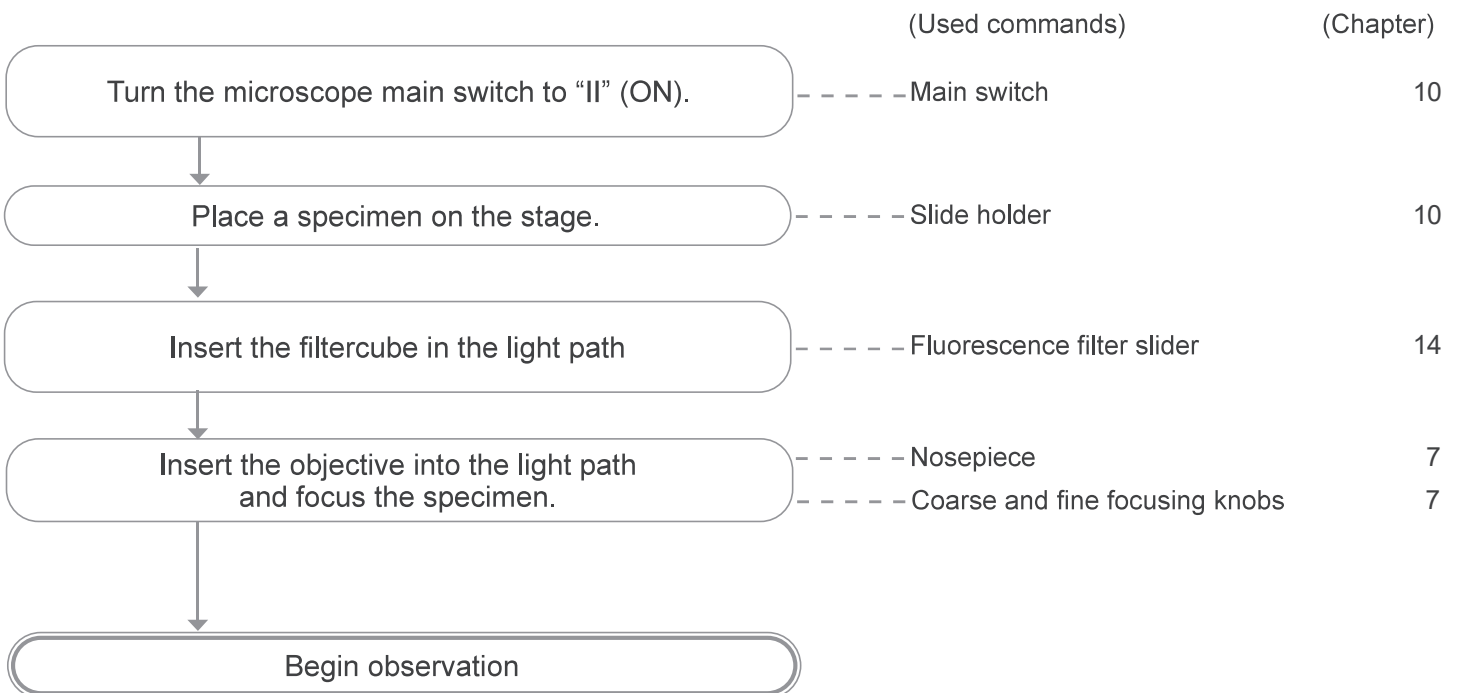 (Used commands) (Chapter)
Turn the microscope main switch to “II” (ON). Main switch 10
Place a specimen on the stage. Slide holder 10
Insert the filtercube in the light path Fluorescence filter slider 14
Insert the objective into the light path
and focus the specimen.
Nosepiece 7
Coarse and fine focusing knobs 7
Begin observation